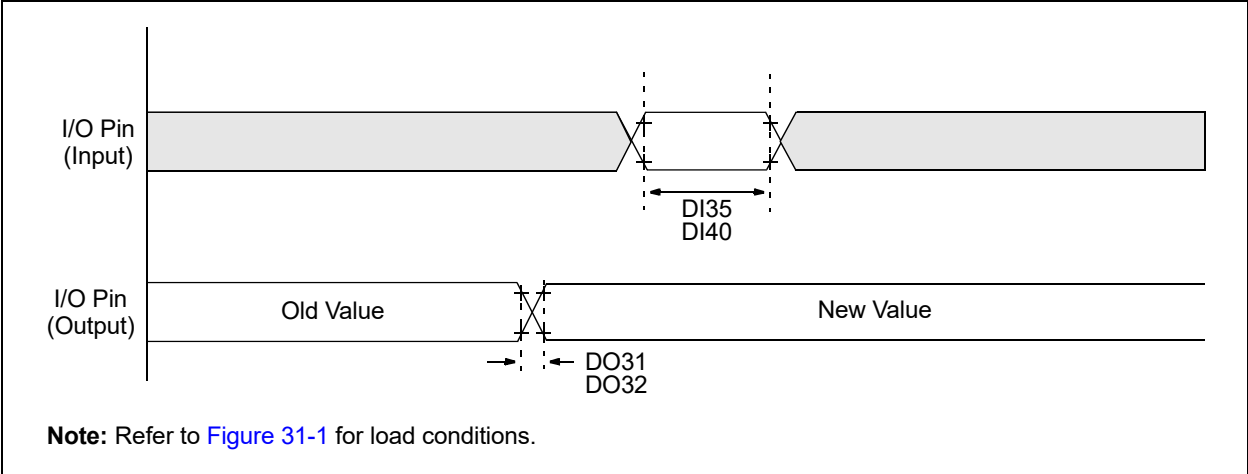 I/O Pin
(Input)
DI35
DI40
I/O Pin
(Output)
Old Value
New Value
DO31
DO32
Note: Refer to Figure 31-1 for load conditions.